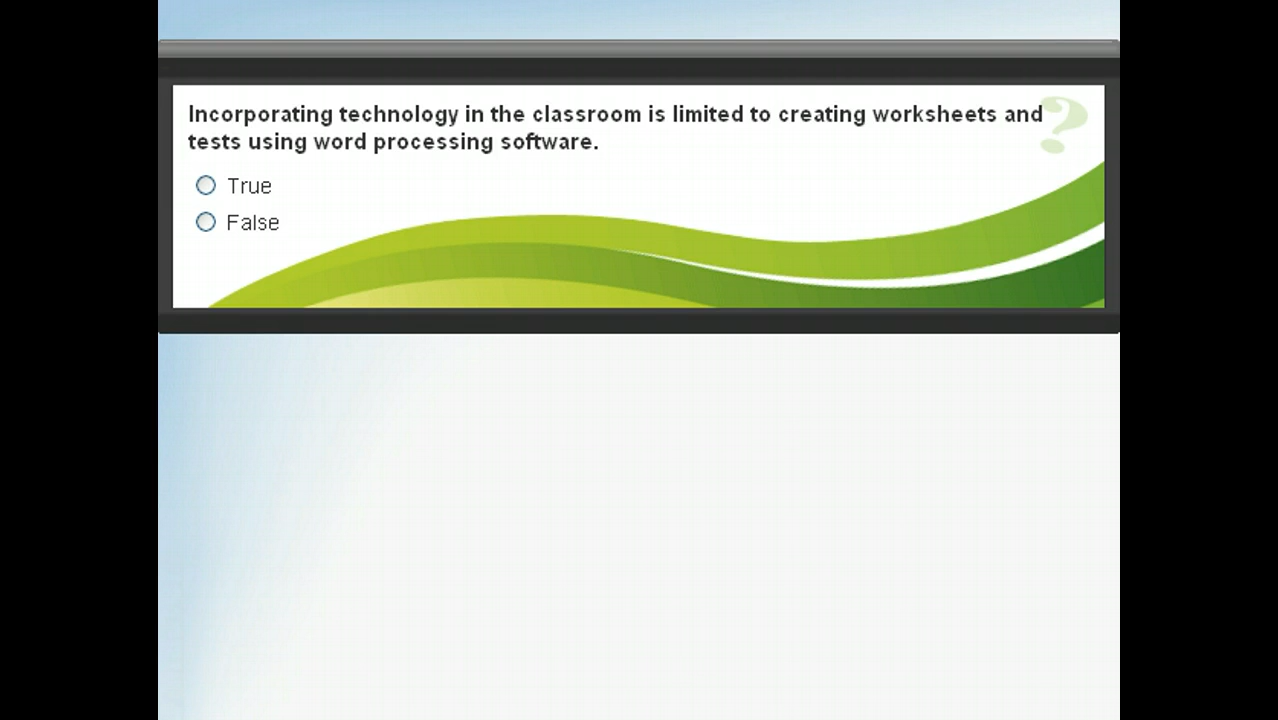 Incorporating technology in the classroom is limited to creating worksheets and
tests using word processing software.
True
False
?